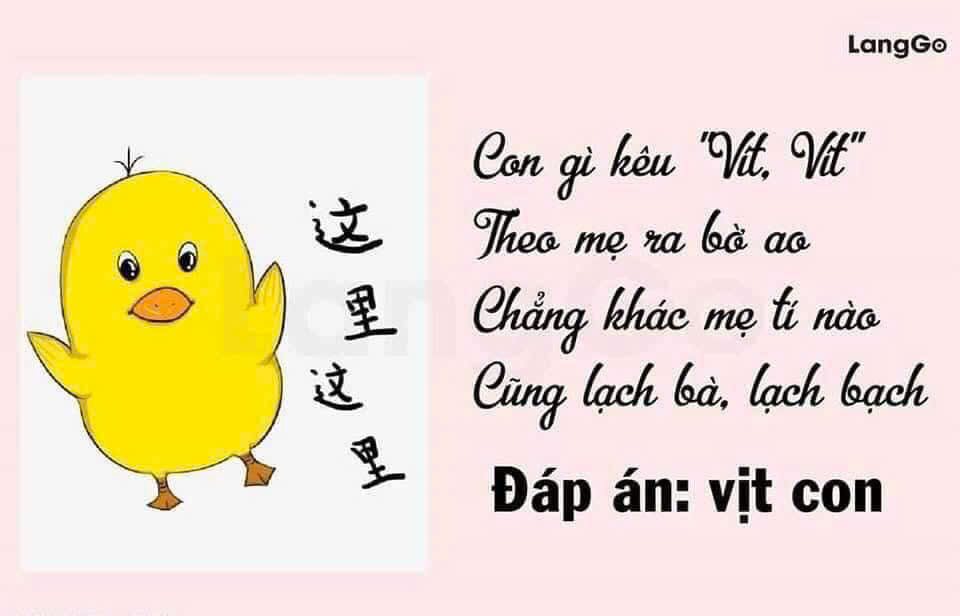 LangGo
这
里
这
里
Con gì kêu "Vít, Vít"
Theo mẹ ra bờ ao
Chẳng khác mẹ tí nào
Cũng lạch bà, lạch bạch
Đáp án: vịt con
LangGo